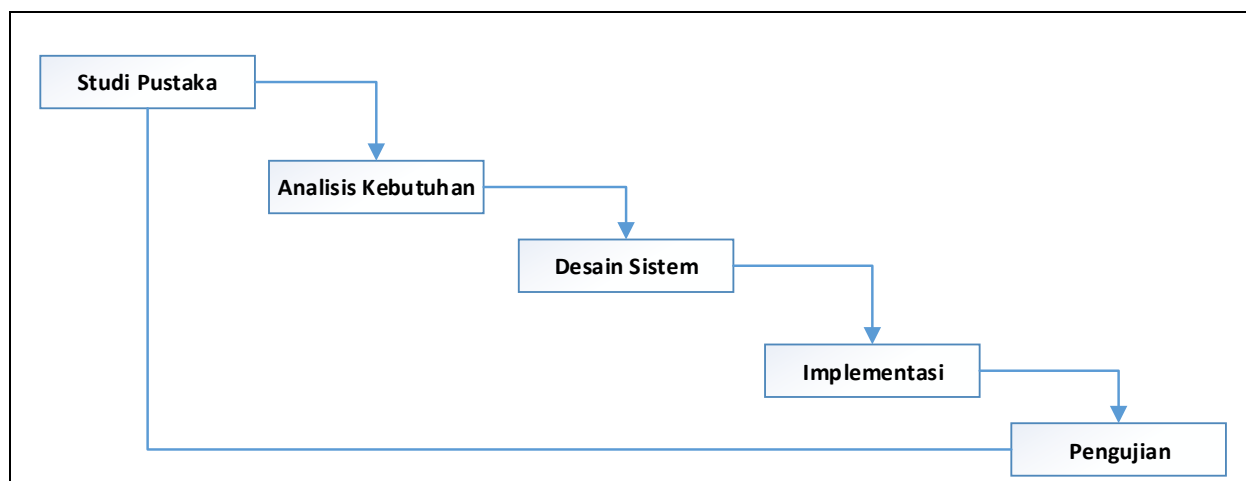 Studi Pustaka
Analisis Kebutuhan
Desain Sistem
Implementasi
Pengujian